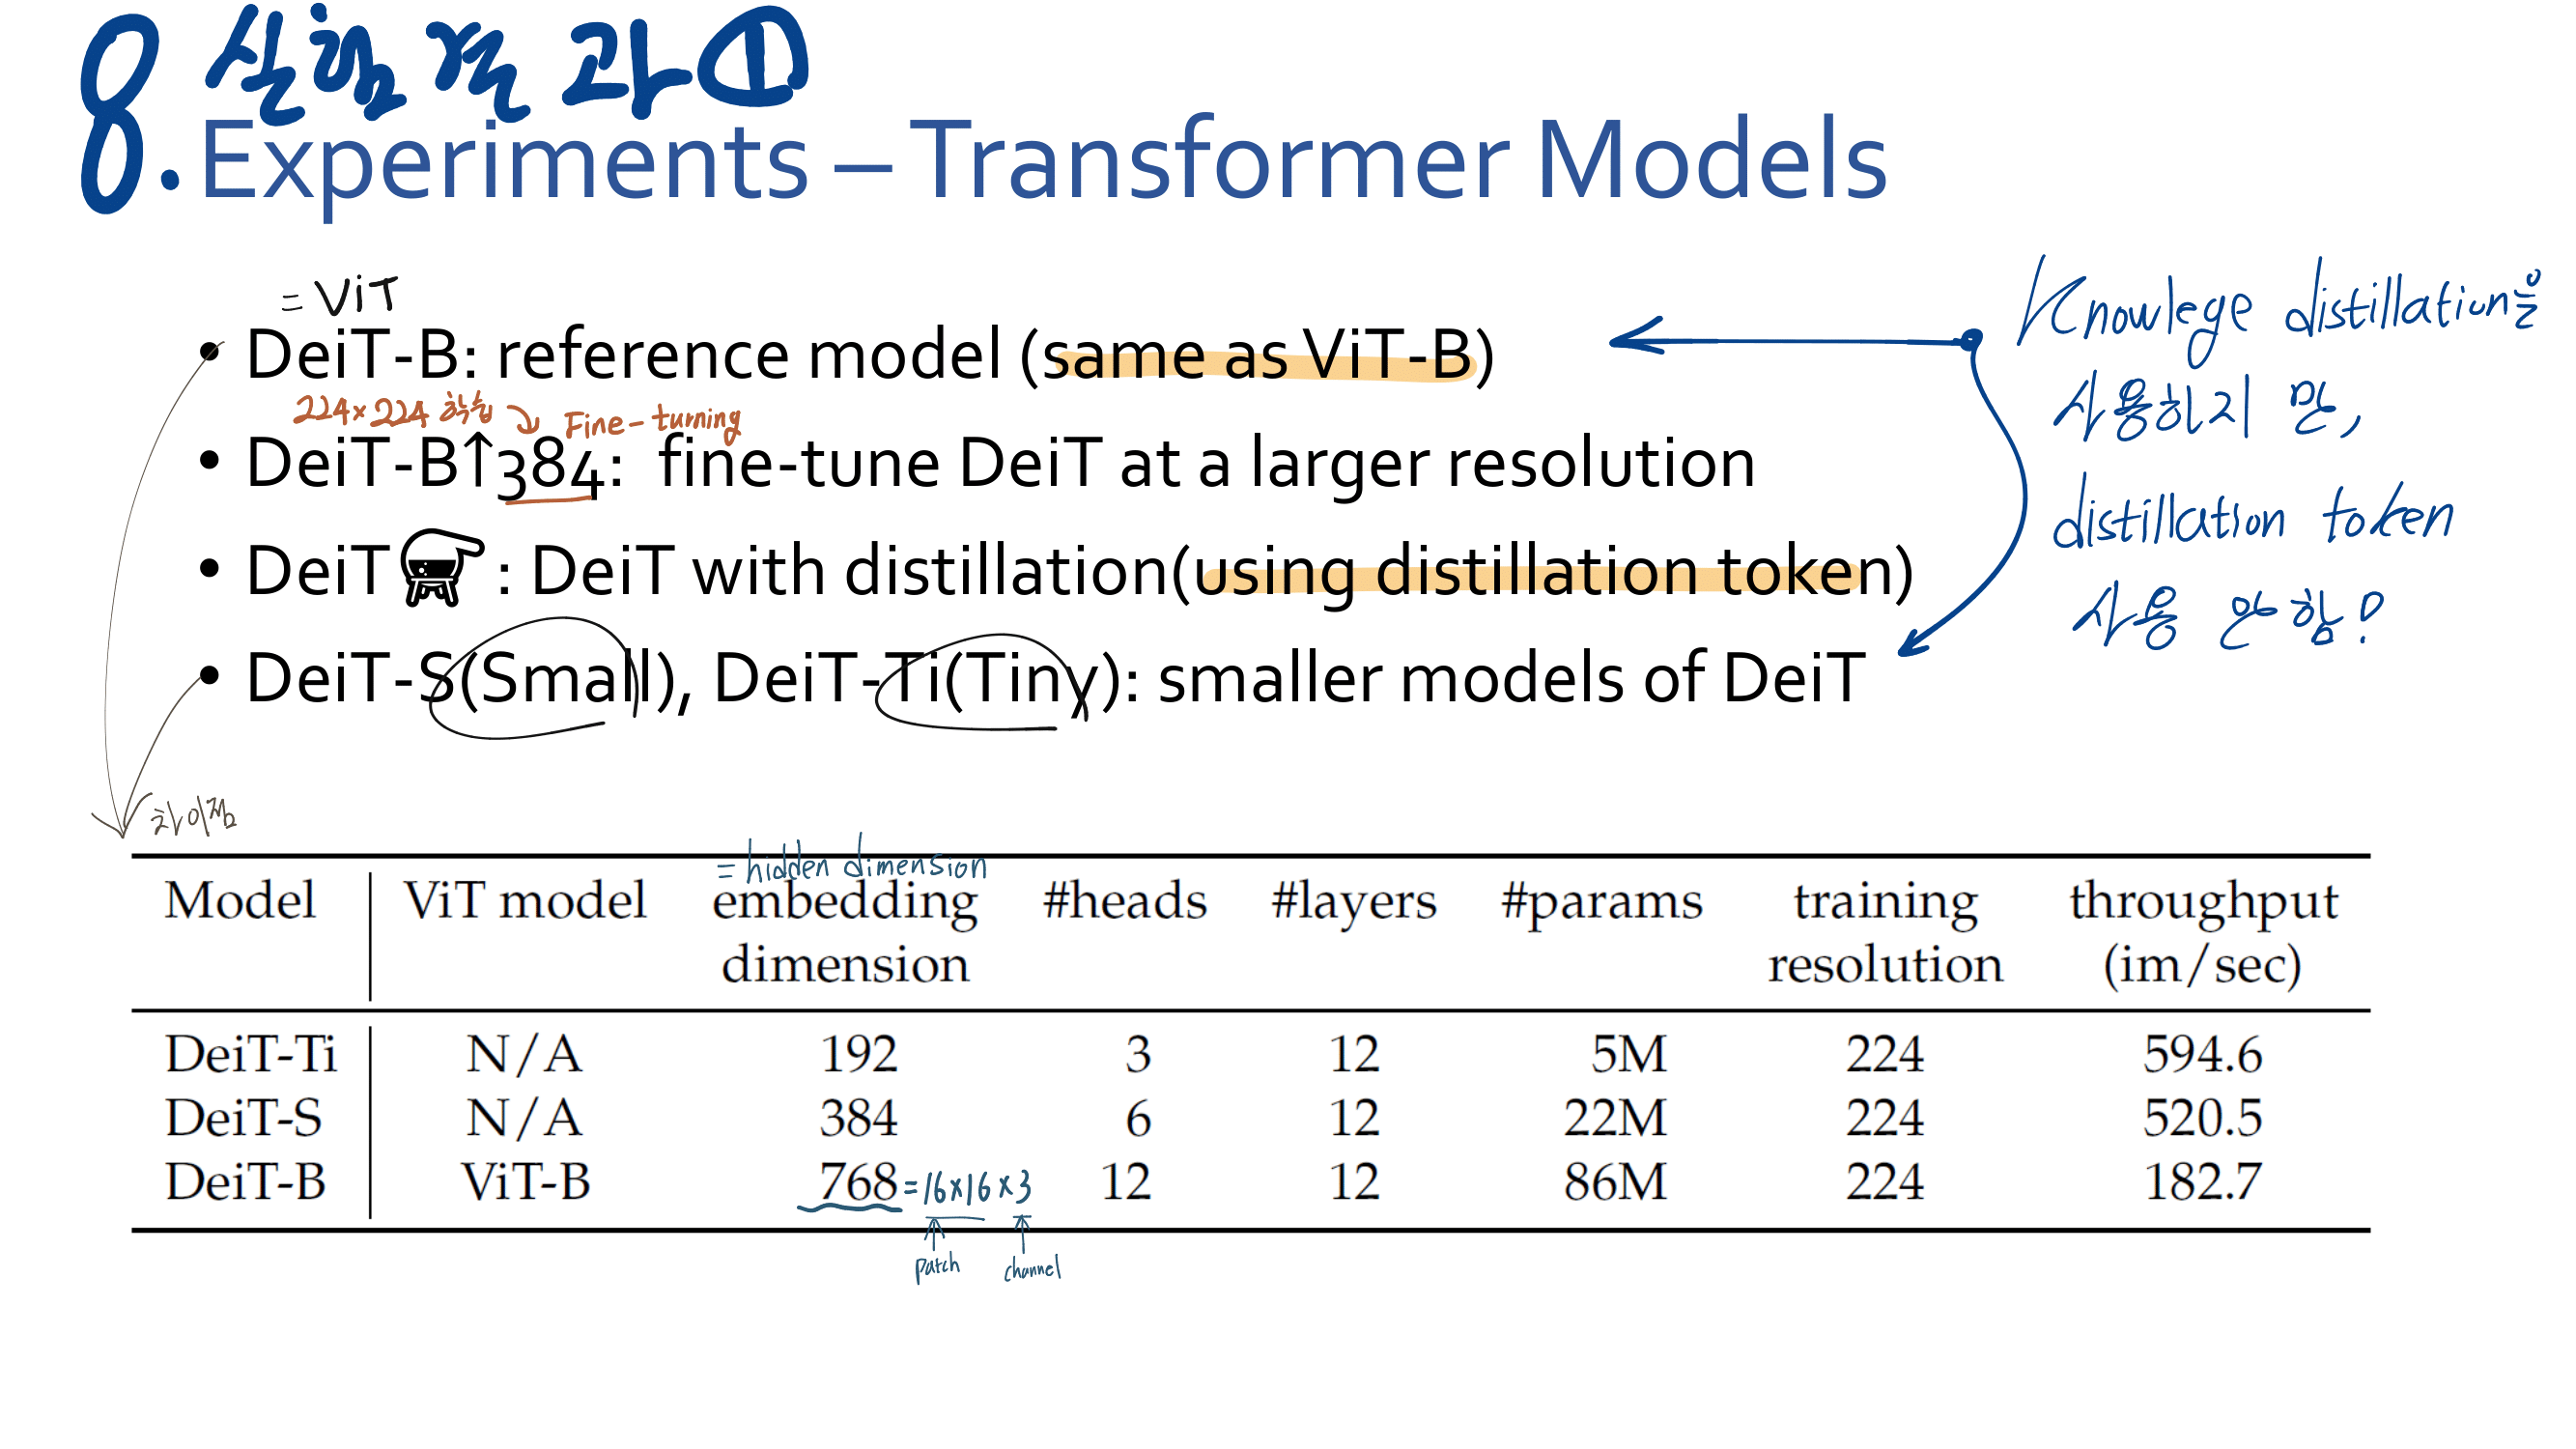 8. 실험 결과 ①
Experiments – Transformer Models
= ViT
• DeiT-B: reference model (same as ViT-B)
224×224 학습 Fine-turning
• DeiT-B↑384: fine-tune DeiT at a larger resolution
• DeiT : DeiT with distillation(using distillation token)
• DeiT-S(Small), DeiT-Ti(Tiny): smaller models of DeiT
Knowlege distillation을
사용하지 만,
distillation token
사용 안함!
차이점
= hidden dimension
Model ViT model embedding dimension #heads #layers #params training resolution throughput (im/sec)
DeiT-Ti N/A 192 3 12 5M 224 594.6
DeiT-S N/A 384 6 12 22M 224 520.5
DeiT-B ViT-B 768 =16×16×3 12 12 86M 224 182.7
patch channel